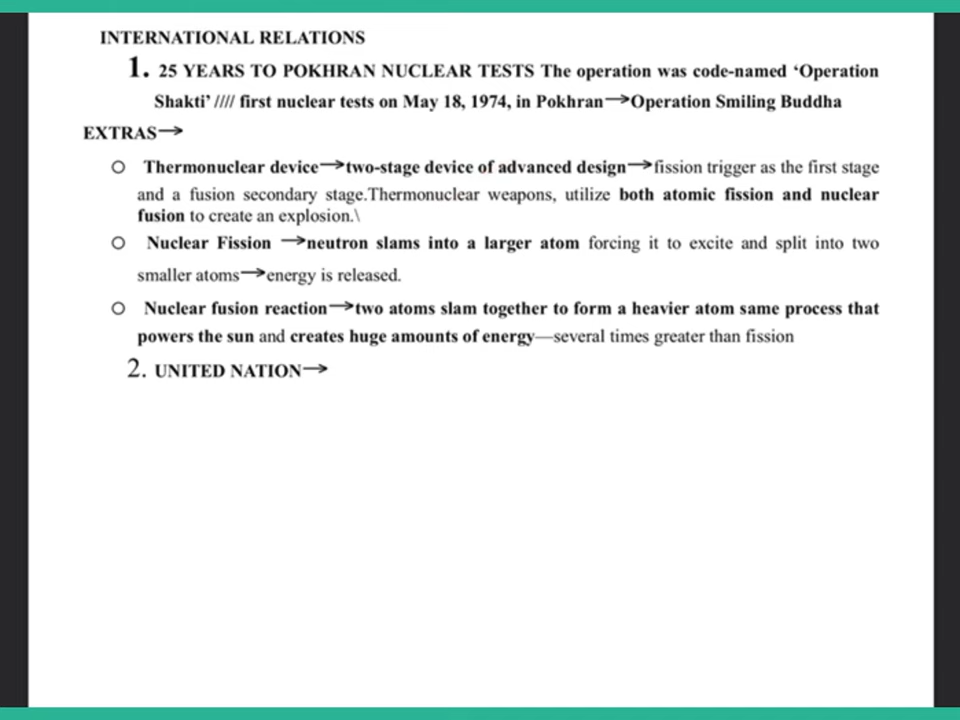 INTERNATIONAL RELATIONS
1. 25 YEARS TO POKHRAN NUCLEAR TESTS The operation was code-named ‘Operation
Shakti’ //// first nuclear tests on May 18, 1974, in Pokhran→Operation Smiling Buddha
EXTRAS→
○ Thermonuclear device→two-stage device of advanced design→fission trigger as the first stage
and a fusion secondary stage.Thermonuclear weapons, utilize both atomic fission and nuclear
fusion to create an explosion.\
○ Nuclear Fission →neutron slams into a larger atom forcing it to excite and split into two
smaller atoms→energy is released.
○ Nuclear fusion reaction→two atoms slam together to form a heavier atom same process that
powers the sun and creates huge amounts of energy—several times greater than fission
2. UNITED NATION→